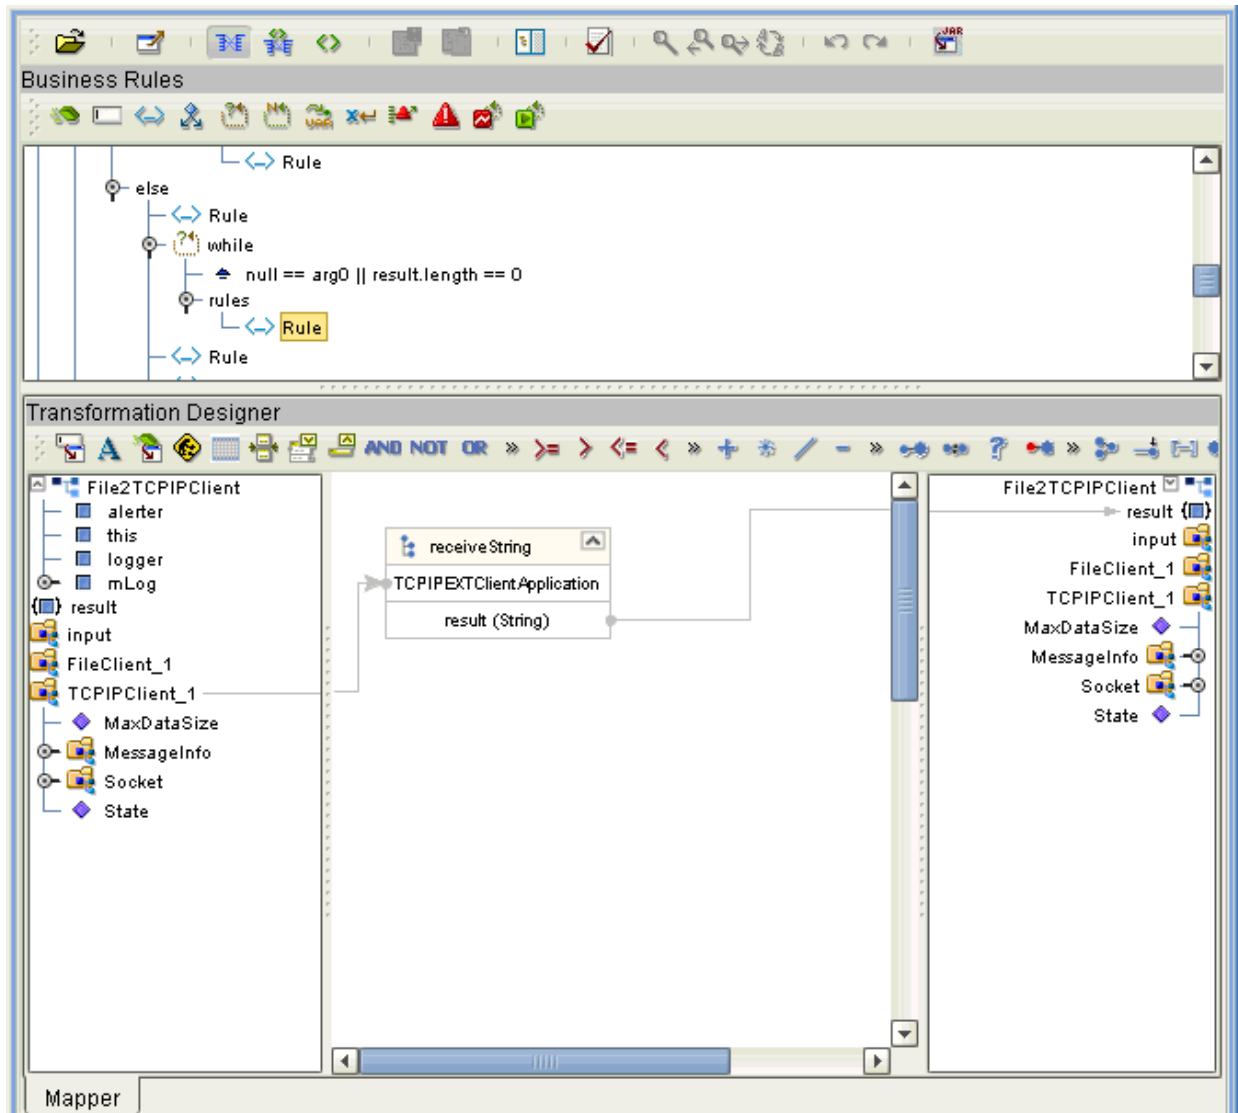 JAR
Business Rules
VAR
Rule
else
Rule
while
null == arg0 || result.length == 0
rules
Rule
Rule
Transformation Designer
A AND NOT OR » >= > <= < » + / - » ? »
File2TCPIPClient
alerter
this
logger
mLog
result
input
FileClient_1
TCPIPClient_1
MaxDataSize
MessageInfo
Socket
State
receiveString
TCPIPEXTClientApplication
result (String)
File2TCPIPClient
result
input
FileClient_1
TCPIPClient_1
MaxDataSize
MessageInfo
Socket
State
Mapper